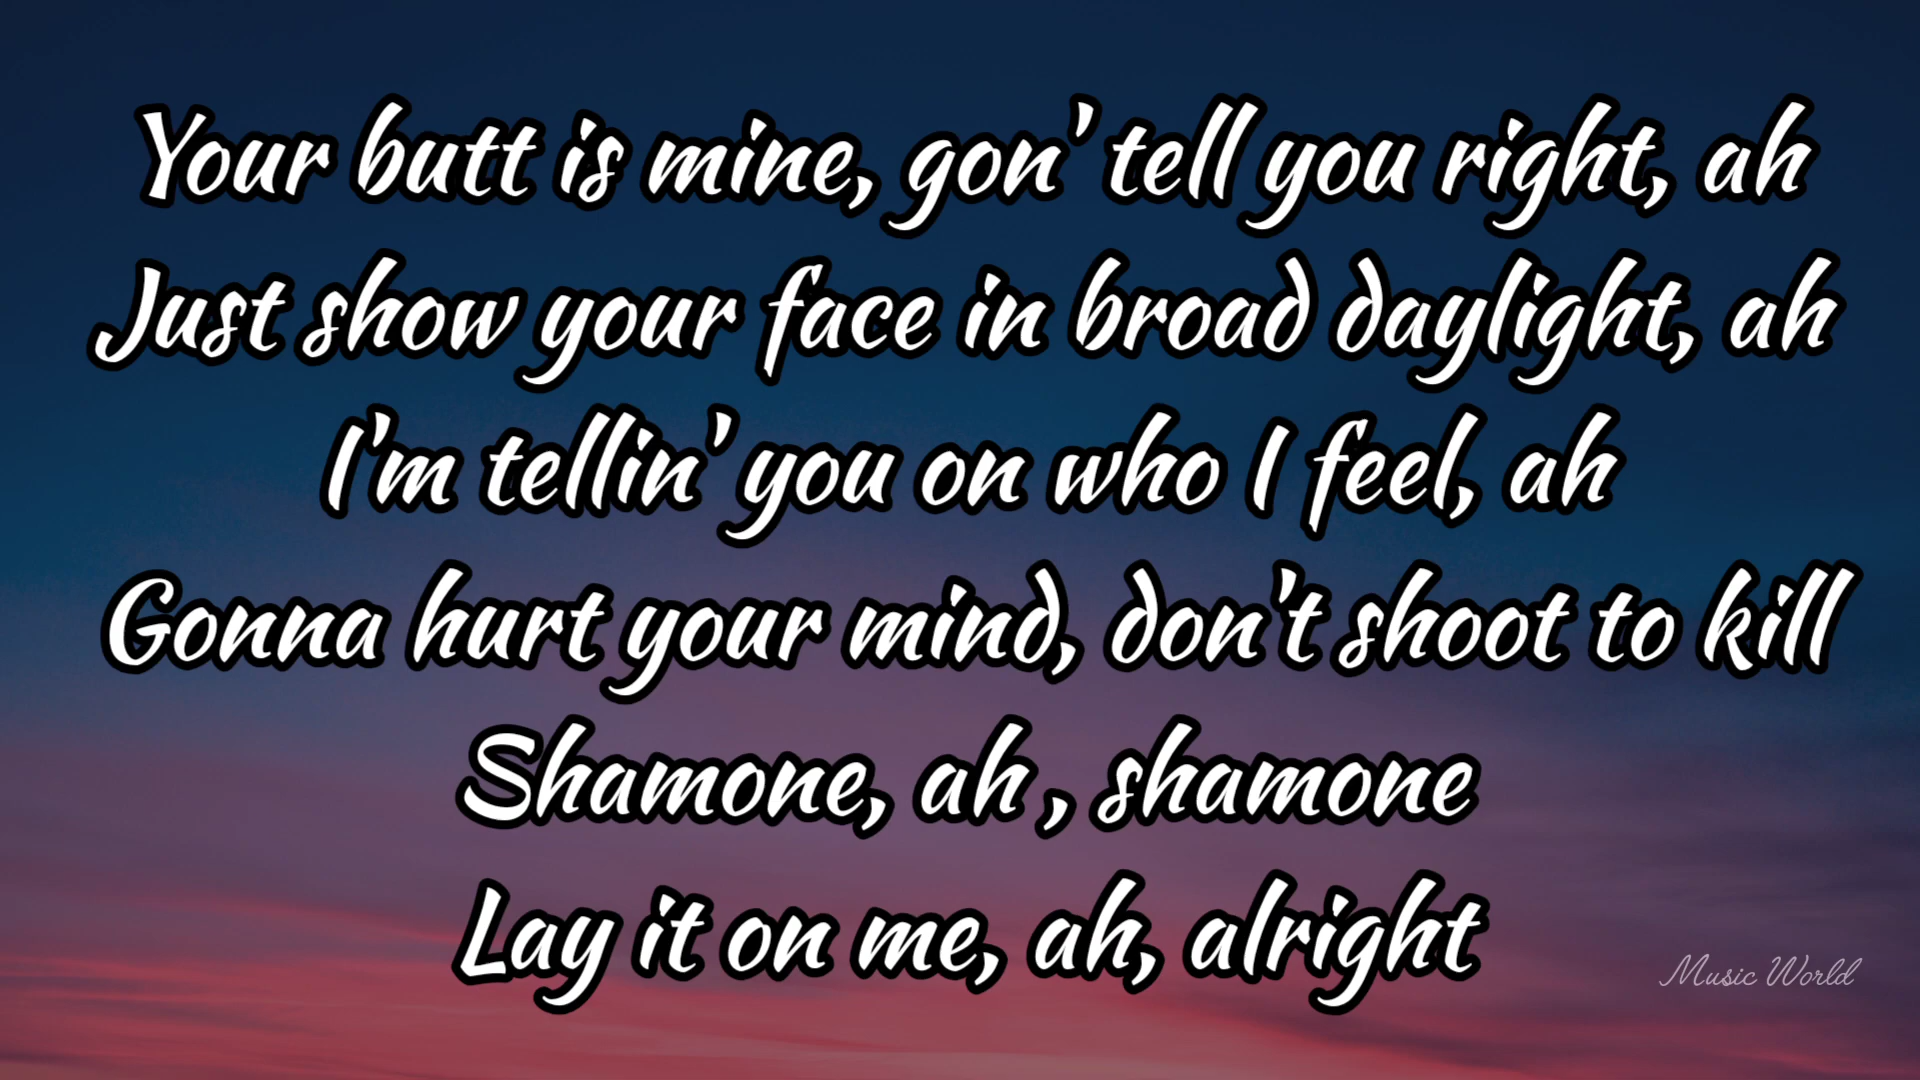 Your butt is mine, gon' tell you right, ah
Just show your face in broad daylight, ah
I'm tellin' you on who I feel, ah
Gonna hurt your mind, don't shoot to kill
Shamone, ah , shamone
Lay it on me, ah, alright
Music World